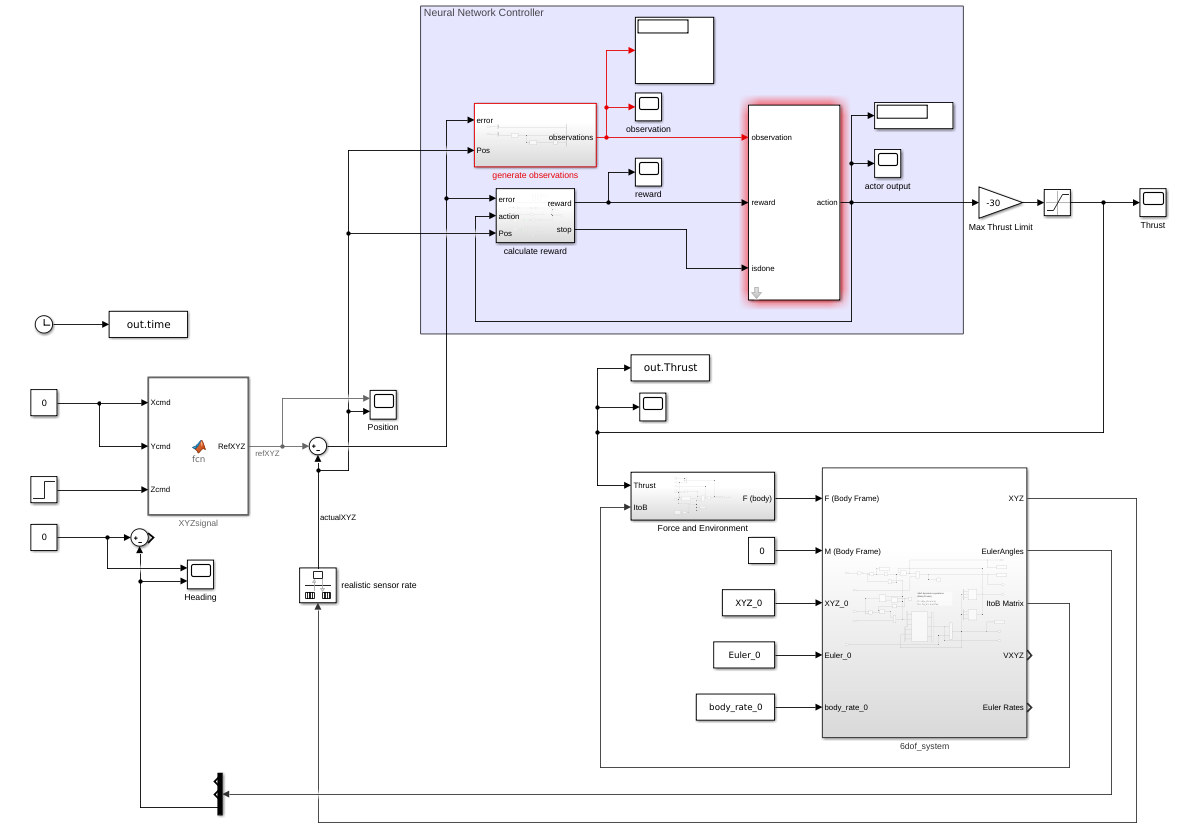 Neural Network Controller
error
Pos
observations
generate observations
observation
reward
error
action
Pos
reward
stop
calculate reward
observation
reward
isdone
action
actor output
-30
Max Thrust Limit
Thrust
out.time
0
Xcmd
Ycmd
Zcmd
RefXYZ
fcn
XYZsignal
refXYZ
Position
actualXYZ
0
Heading
realistic sensor rate
out.Thrust
Thrust
ItoB
F (body)
Force and Environment
0
XYZ_0
Euler_0
body_rate_0
F (Body Frame)
M (Body Frame)
XYZ_0
Euler_0
body_rate_0
XYZ
EulerAngles
ItoB Matrix
VXYZ
Euler Rates
6dof_system